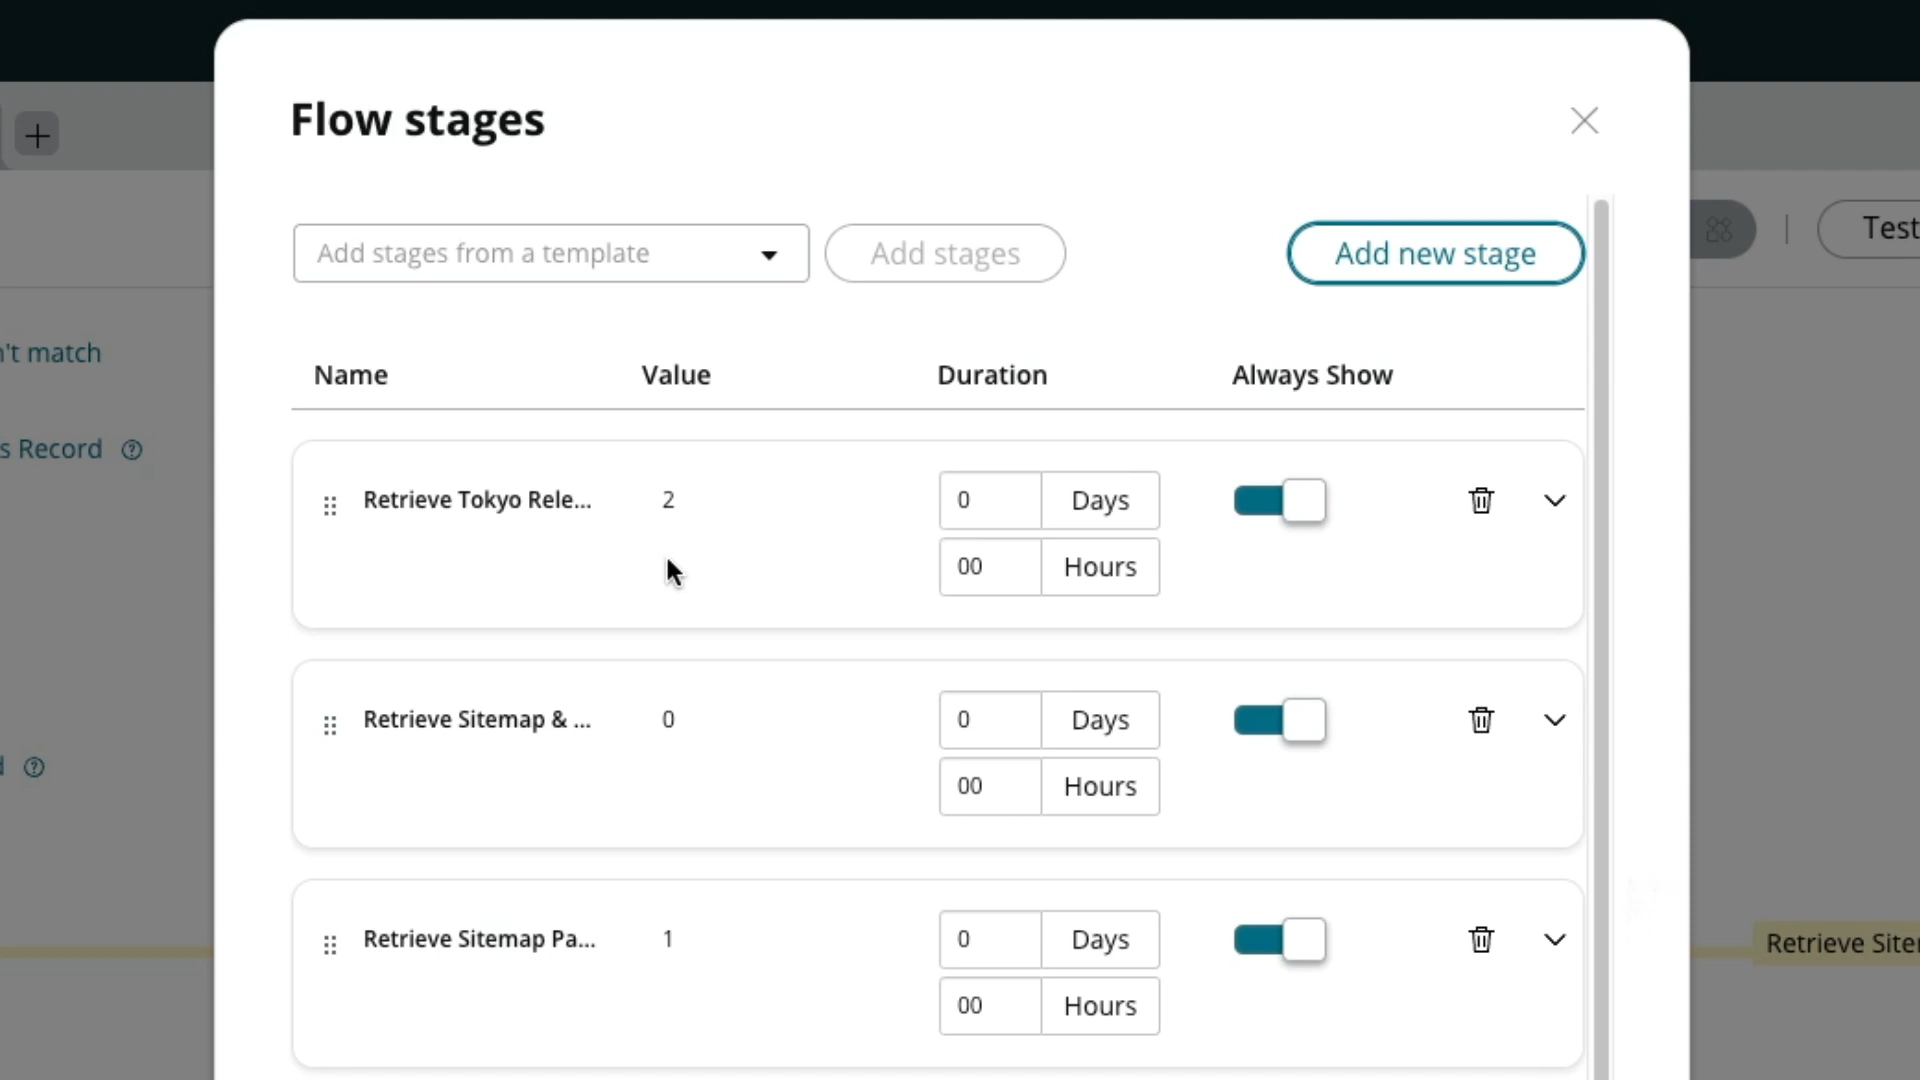 Flow stages
Test
Add stages from a template
Add stages
Add new stage
n't match
Name Value Duration Always Show
s Record
Retrieve Tokyo Rele... 2 0 Days
00 Hours
Retrieve Sitemap & ... 0 0 Days
00 Hours
Retrieve Sitemap Pa... 1 0 Days
Retrieve Siter
00 Hours